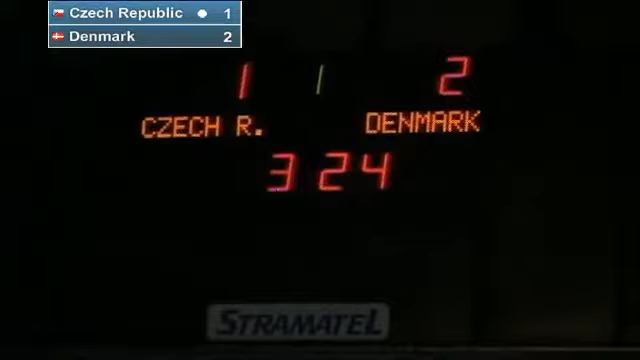 Czech Republic 1
Denmark 2
1 1 2
CZECH R. DENMARK
3 24
STRAMATEL